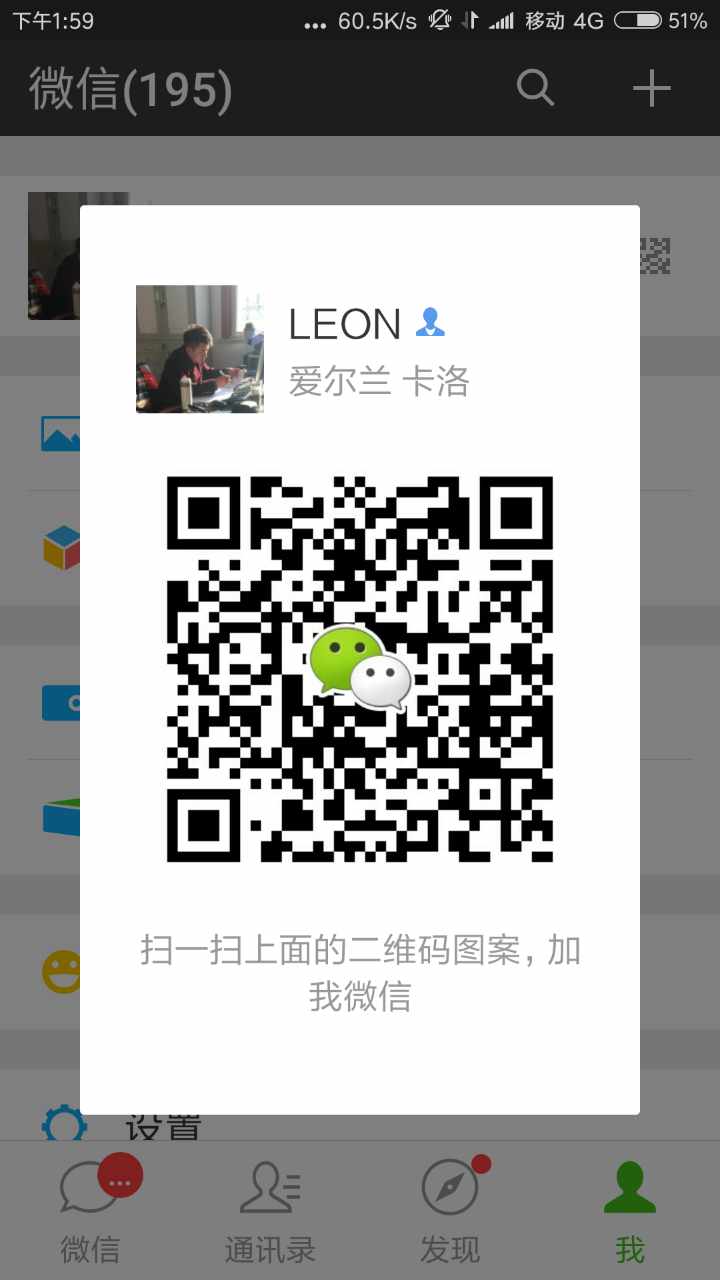 下午1:59
... 60.5K/s 移动 4G 51%
微信(195)
LEON
爱尔兰 卡洛
扫一扫上面的二维码图案，加
我微信
设置
微信
通讯录
发现
我